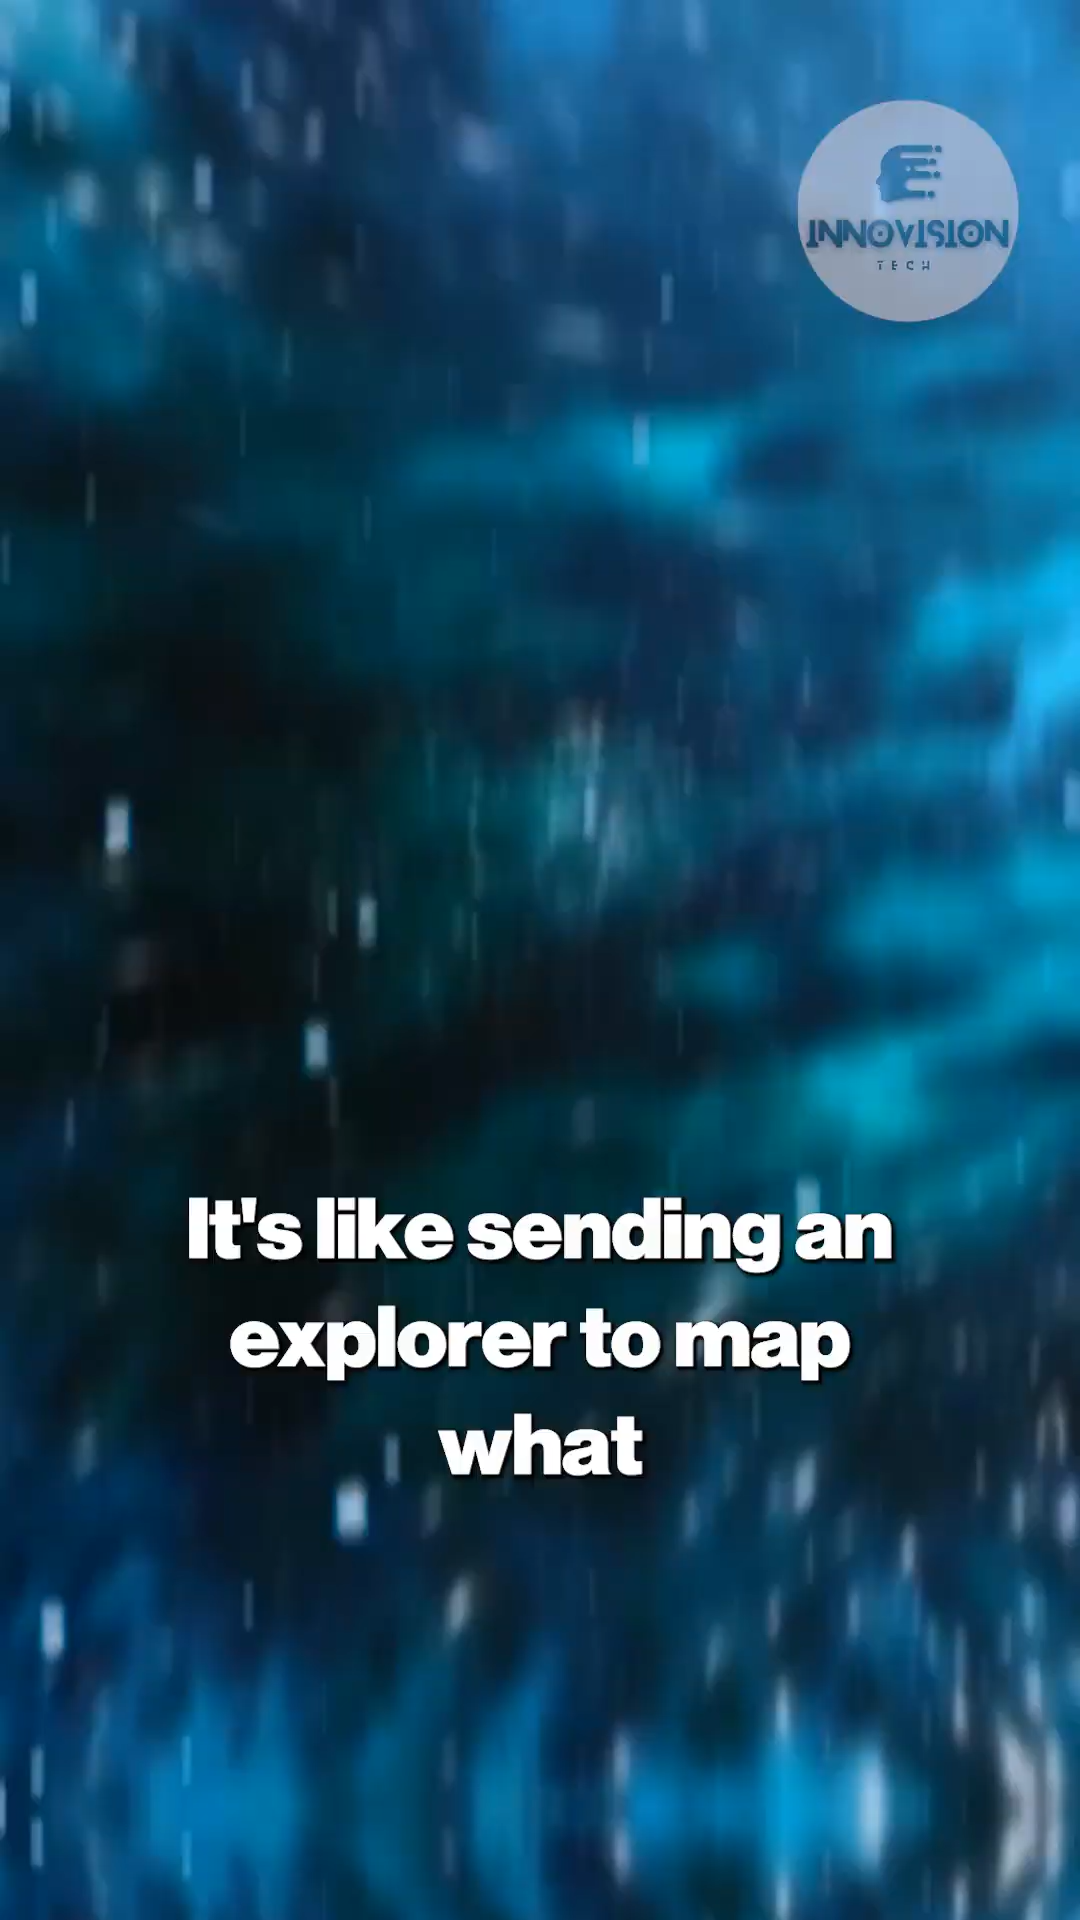 INNOVISION
TECH
It's like sending an
explorer to map
what